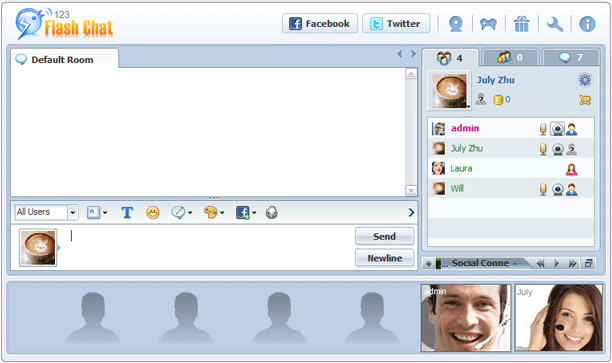 123
Flash Chat
Facebook
Twitter
Default Room
4
0
7
July Zhu
0
admin
July Zhu
Laura
Will
All Users
A
T
Send
Newline
... Social Conne -
admin
July